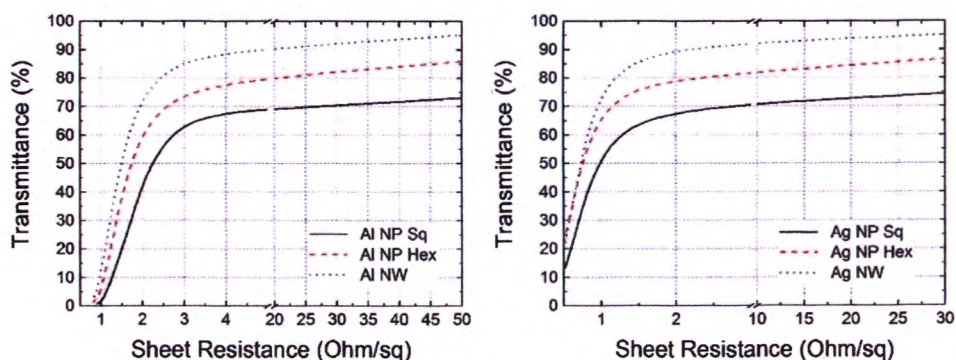 100
90
80
70
60
50
40
30
20
10
0
Transmittance (%)
Al NP Sq
Al NP Hex
Al NW
1 2 3 4 20 25 30 35 40 45 50
Sheet Resistance (Ohm/sq)
100
90
80
70
60
50
40
30
20
10
0
Transmittance (%)
Ag NP Sq
Ag NP Hex
Ag NW
1 2 10 15 20 25 30
Sheet Resistance (Ohm/sq)